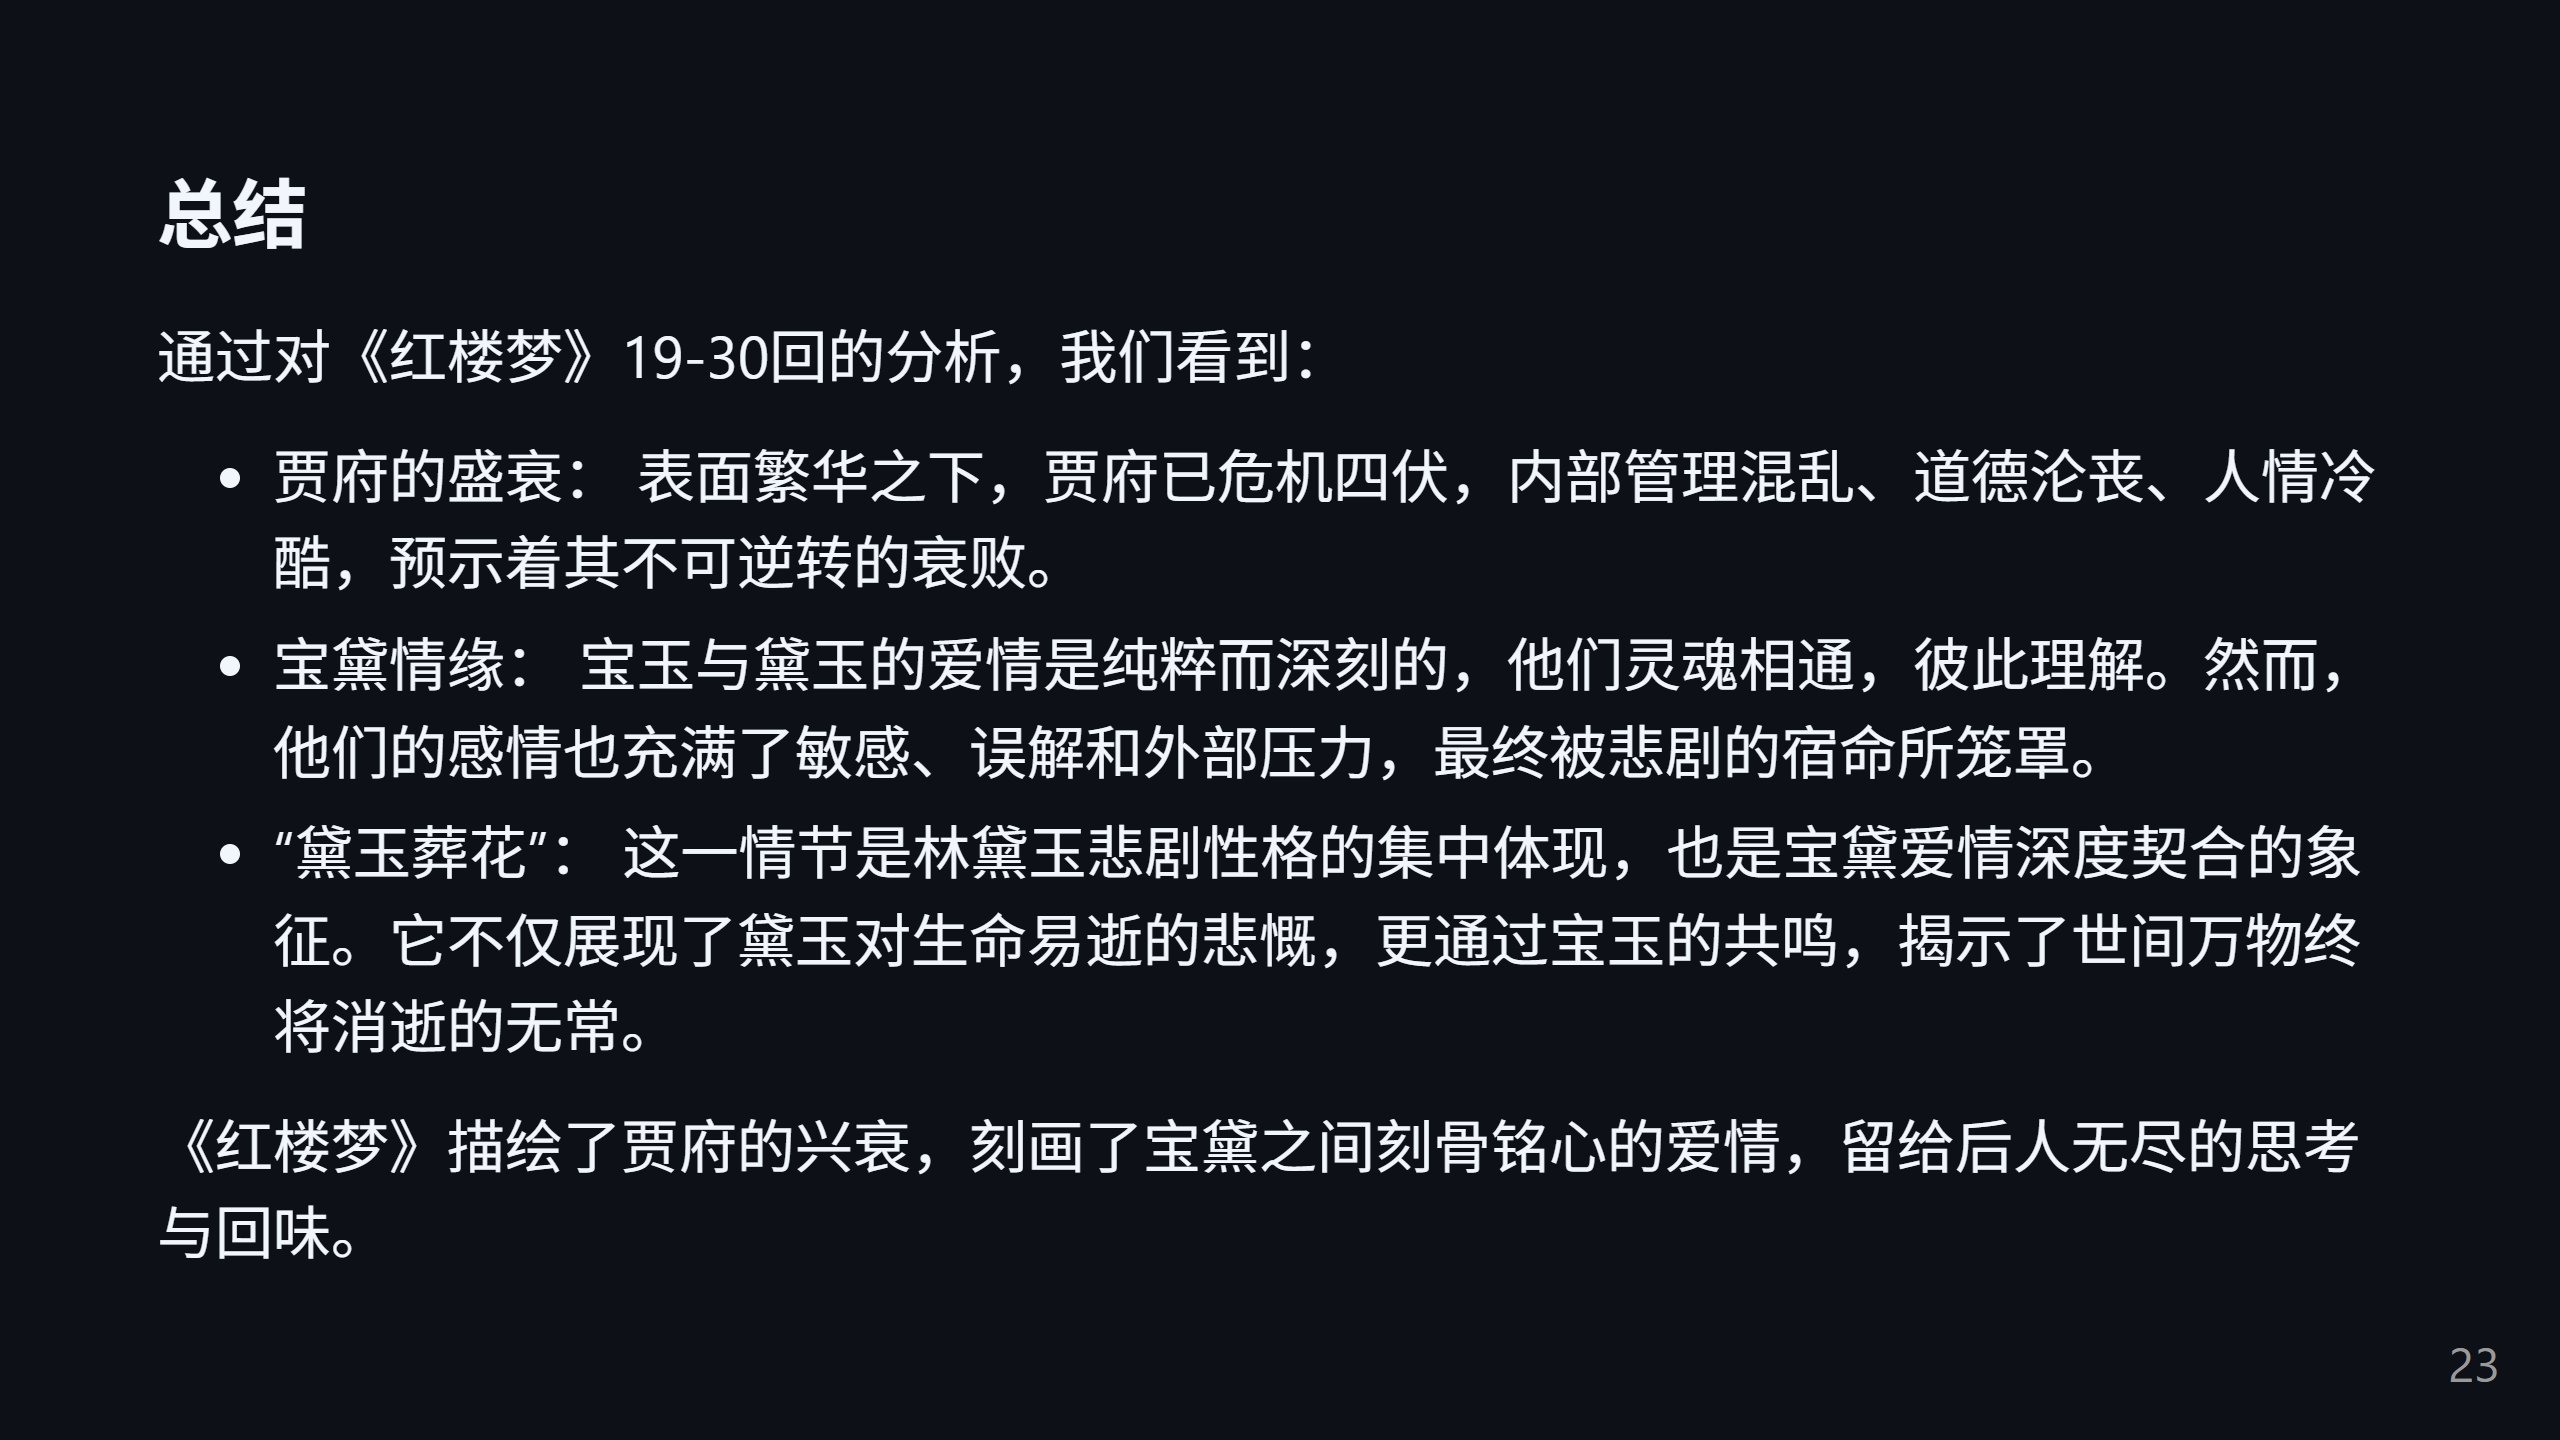 总结
通过对《红楼梦》19-30回的分析，我们看到：
• 贾府的盛衰： 表面繁华之下，贾府已危机四伏，内部管理混乱、道德沦丧、人情冷
酷，预示着其不可逆转的衰败。
• 宝黛情缘： 宝玉与黛玉的爱情是纯粹而深刻的，他们灵魂相通，彼此理解。然而，
他们的感情也充满了敏感、误解和外部压力，最终被悲剧的宿命所笼罩。
• “黛玉葬花”： 这一情节是林黛玉悲剧性格的集中体现，也是宝黛爱情深度契合的象
征。它不仅展现了黛玉对生命易逝的悲慨，更通过宝玉的共鸣，揭示了世间万物终
将消逝的无常。
《红楼梦》描绘了贾府的兴衰，刻画了宝黛之间刻骨铭心的爱情，留给后人无尽的思考
与回味。
23